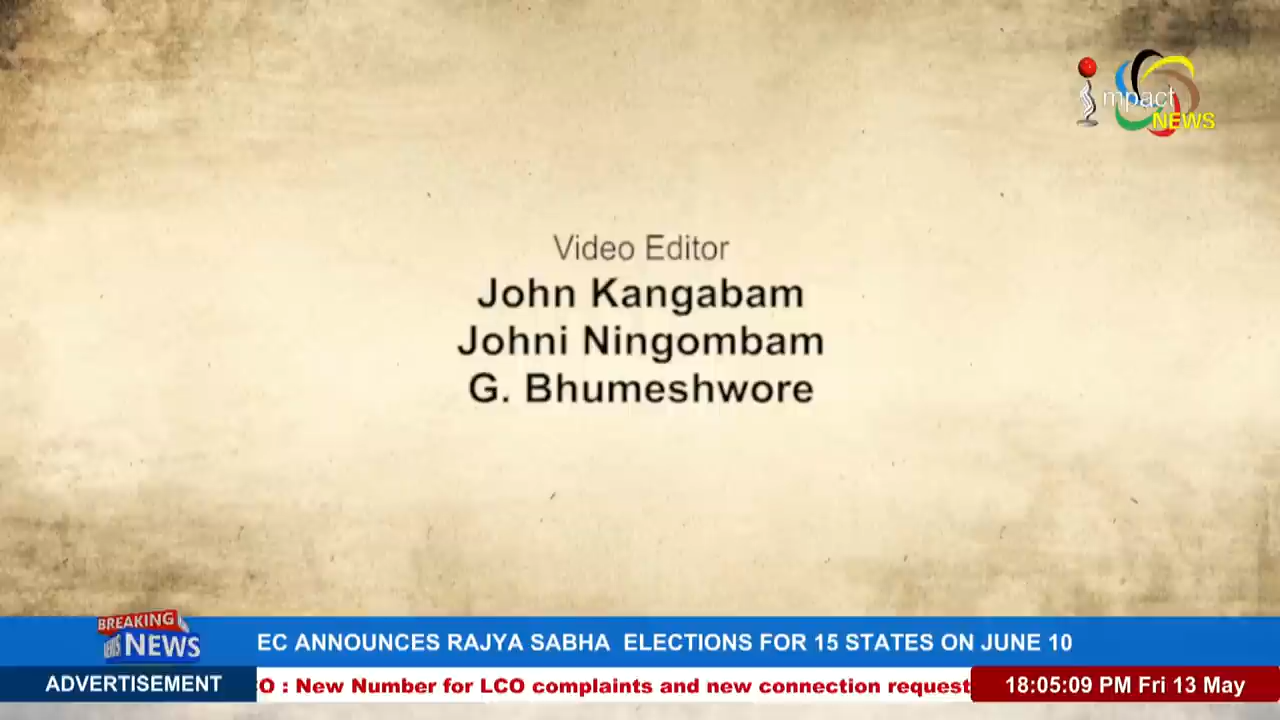 mpact
NEWS
Video Editor
John Kangabam
Johni Ningombam
G. Bhumeshwore
BREAKING
NEWS
EC ANNOUNCES RAJYA SABHA ELECTIONS FOR 15 STATES ON JUNE 10
ADVERTISEMENT
O : New Number for LCO complaints and new connection request
18:05:09 PM Fri 13 May